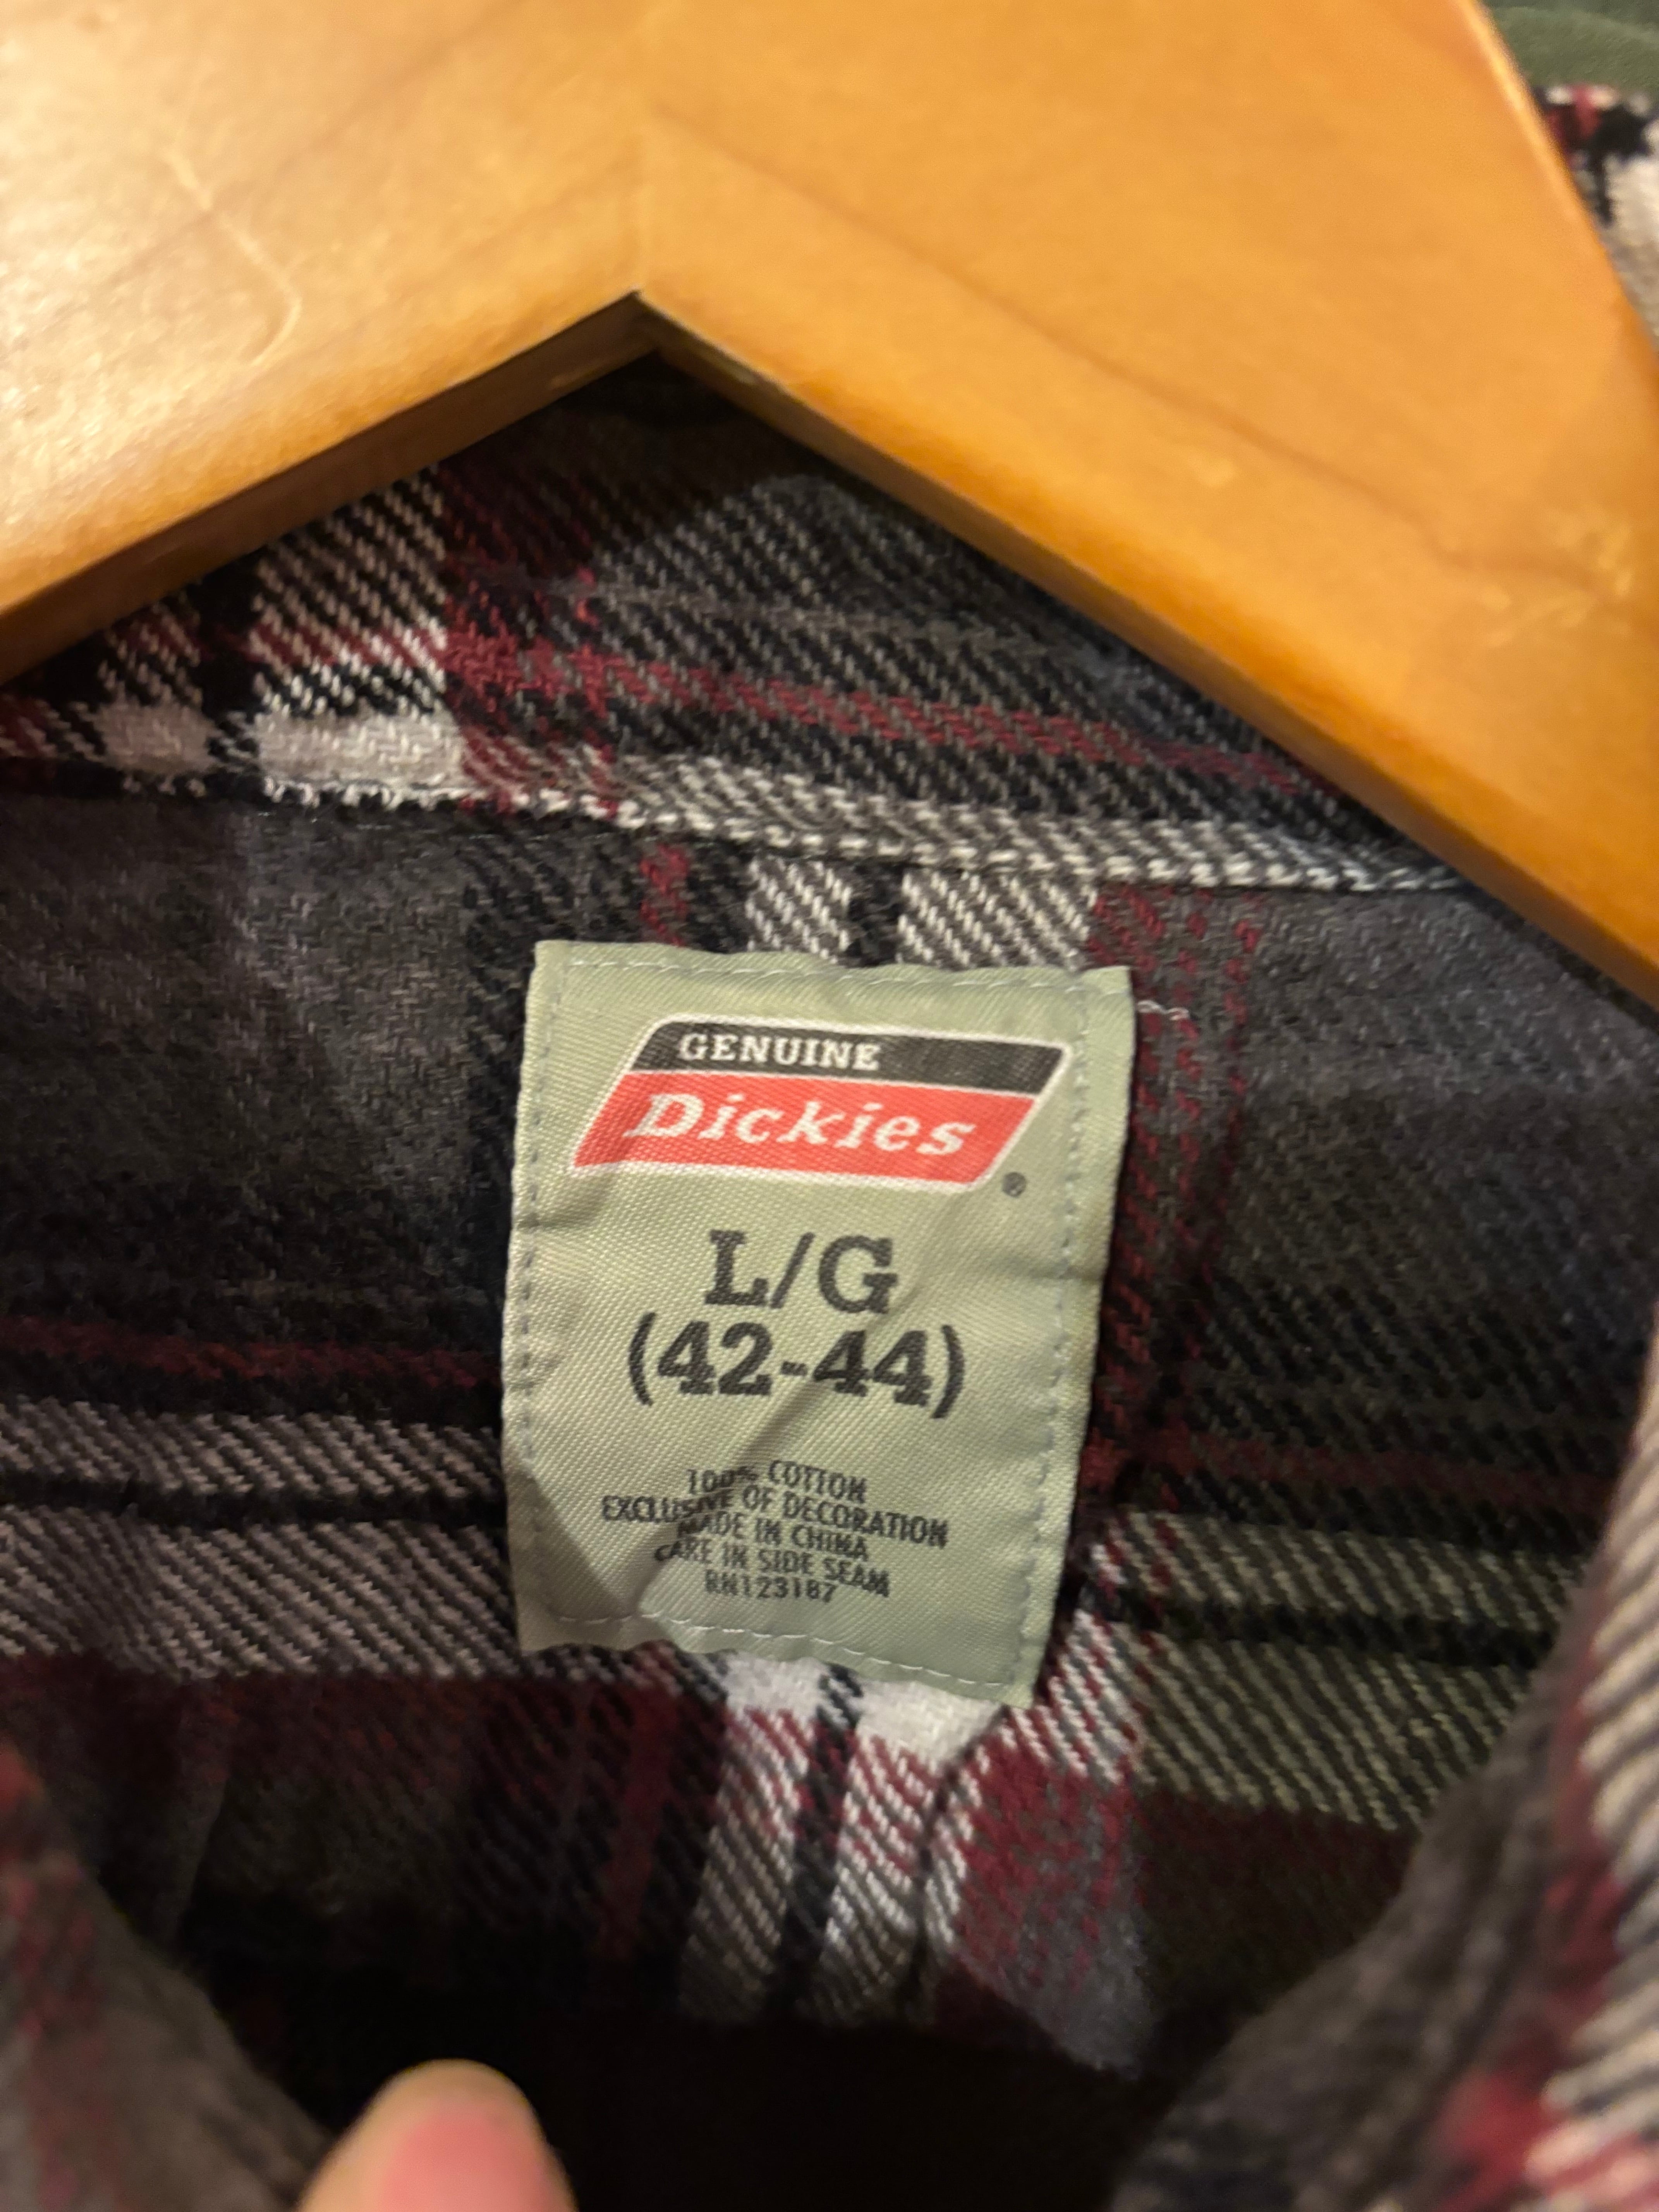 GENUINE
Dickies
®
L/G
(42-44)
100% COTTON
EXCLUSIVE OF DECORATION
MADE IN CHINA
CARE IN SIDE SEAM
RN123187